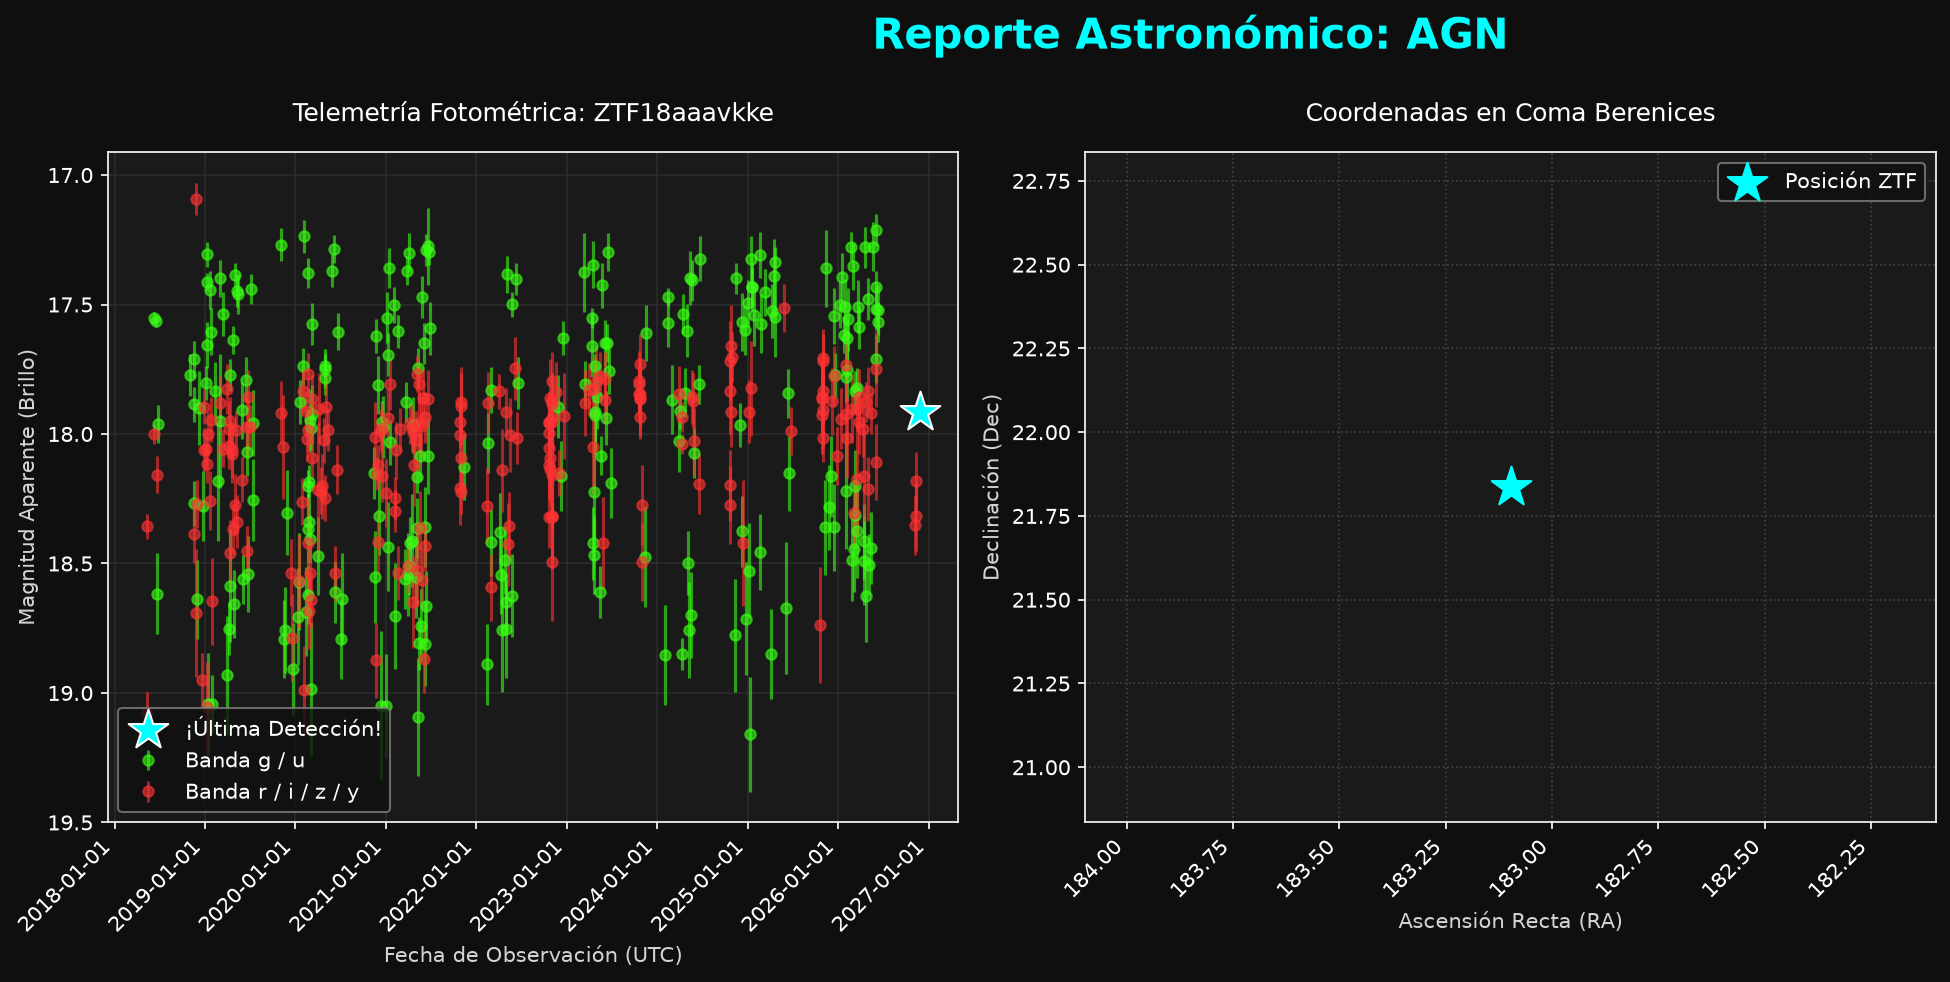 Reporte Astronómico: AGN
Telemetría Fotométrica: ZTF18aaavkke
Magnitud Aparente (Brillo)
17.0
17.5
18.0
18.5
19.0
19.5
¡Última Detección!
Banda g / u
Banda r / i / z / y
2018-01-01
2019-01-01
2020-01-01
2021-01-01
2022-01-01
2023-01-01
2024-01-01
2025-01-01
2026-01-01
2027-01-01
Fecha de Observación (UTC)
Coordenadas en Coma Berenices
Posición ZTF
Declinación (Dec)
22.75
22.50
22.25
22.00
21.75
21.50
21.25
21.00
184.00
183.75
183.50
183.25
183.00
182.75
182.50
182.25
Ascensión Recta (RA)